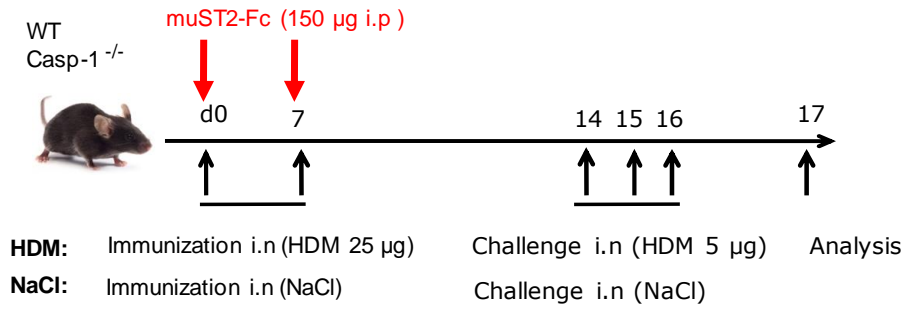 muST2-Fc (150 µg i.p )
WT
Casp-1 -/-
d0 7 14 15 16 17
HDM: Immunization i.n (HDM 25 µg) Challenge i.n (HDM 5 µg) Analysis
NaCl: Immunization i.n (NaCl) Challenge i.n (NaCl)